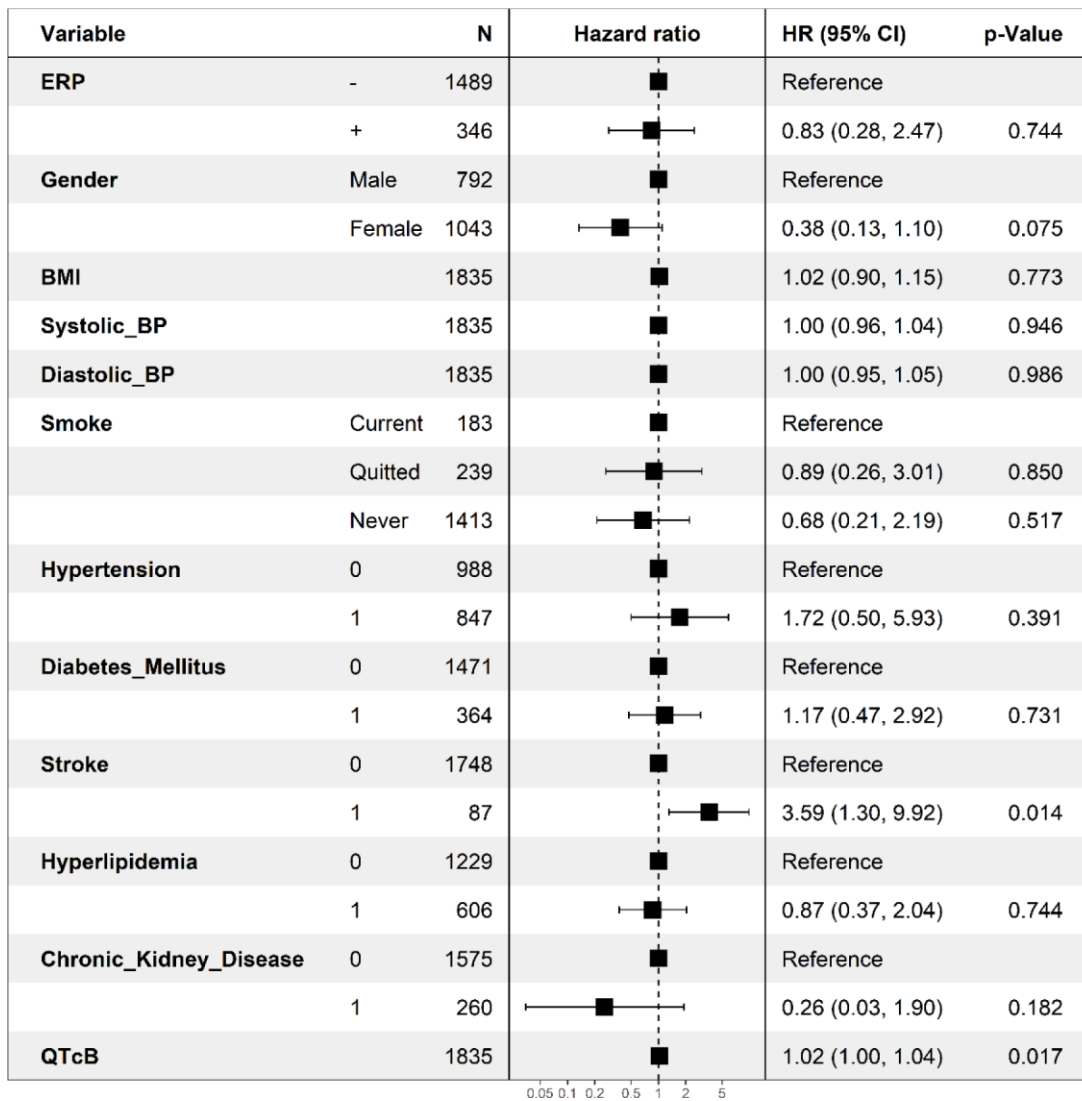 Variable N Hazard ratio HR (95% CI) p-Value
ERP - 1489 Reference
+ 346 0.83 (0.28, 2.47) 0.744
Gender Male 792 Reference
Female 1043 0.38 (0.13, 1.10) 0.075
BMI 1835 1.02 (0.90, 1.15) 0.773
Systolic_BP 1835 1.00 (0.96, 1.04) 0.946
Diastolic_BP 1835 1.00 (0.95, 1.05) 0.986
Smoke Current 183 Reference
Quitted 239 0.89 (0.26, 3.01) 0.850
Never 1413 0.68 (0.21, 2.19) 0.517
Hypertension 0 988 Reference
1 847 1.72 (0.50, 5.93) 0.391
Diabetes_Mellitus 0 1471 Reference
1 364 1.17 (0.47, 2.92) 0.731
Stroke 0 1748 Reference
1 87 3.59 (1.30, 9.92) 0.014
Hyperlipidemia 0 1229 Reference
1 606 0.87 (0.37, 2.04) 0.744
Chronic_Kidney_Disease 0 1575 Reference
1 260 0.26 (0.03, 1.90) 0.182
QTcB 1835 1.02 (1.00, 1.04) 0.017
0.05 0.1 0.2 0.5 1 2 5